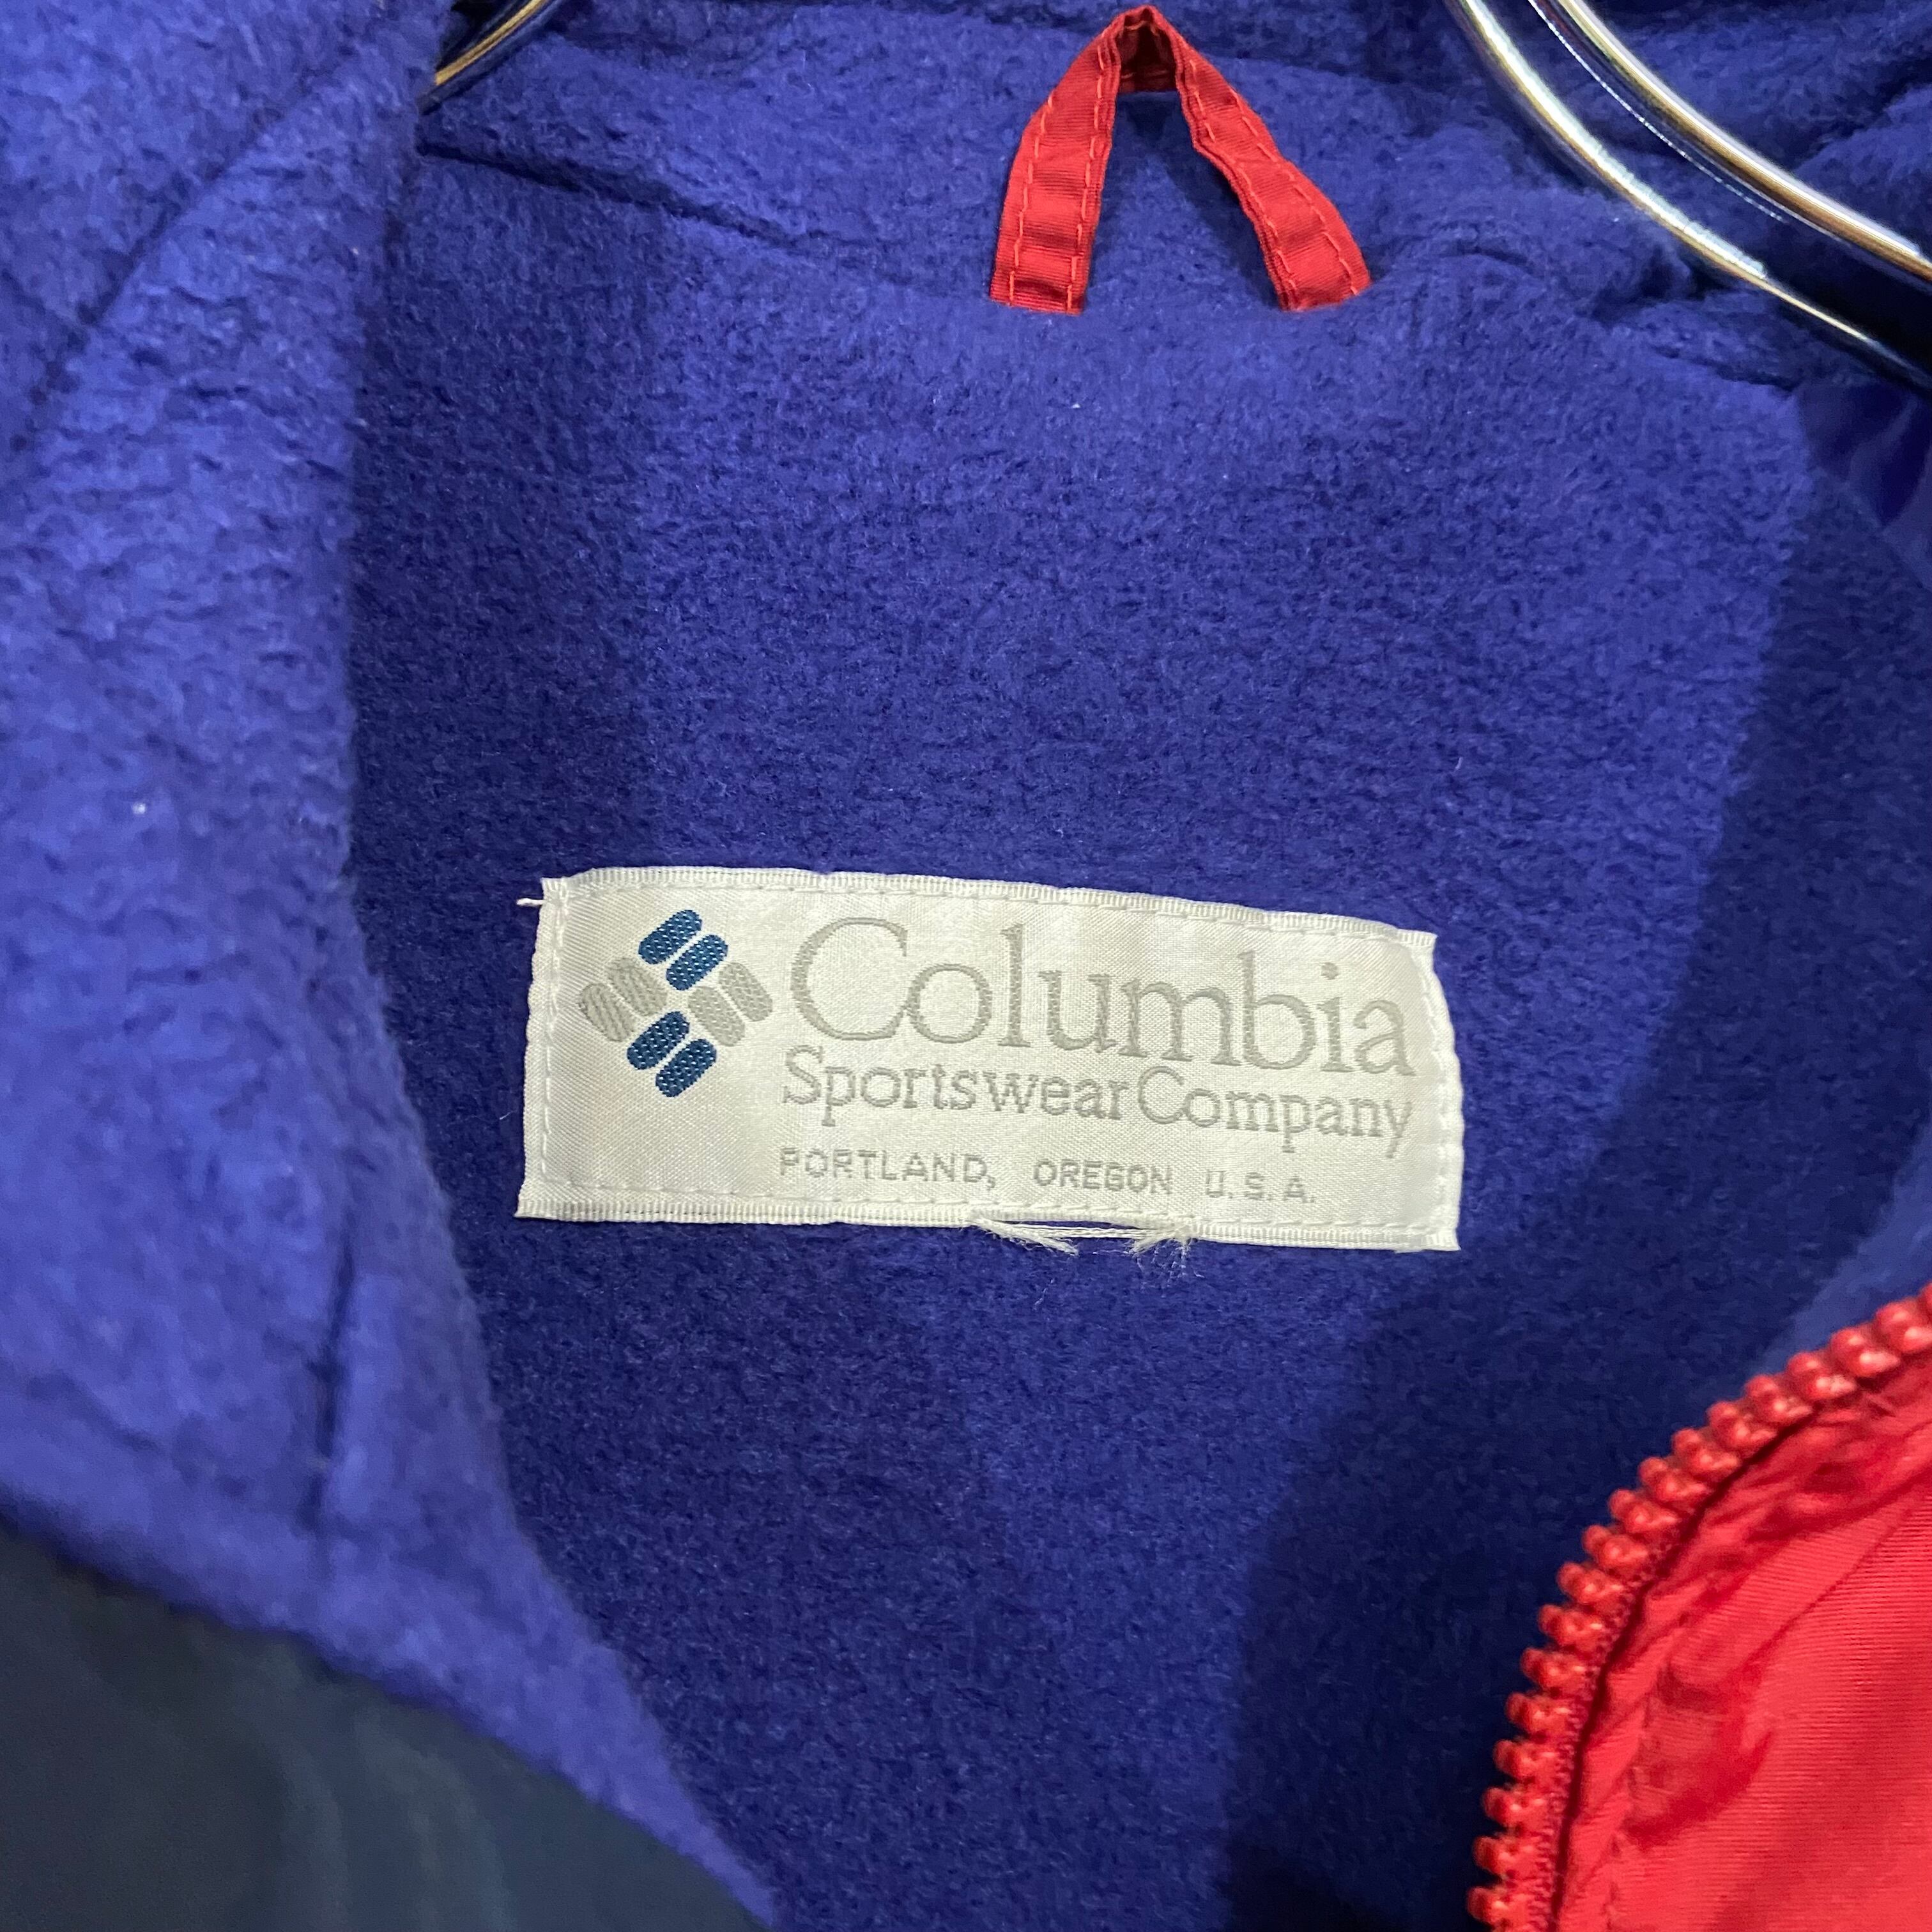 Columbia
Sportswear Company
PORTLAND, OREGON U.S.A.